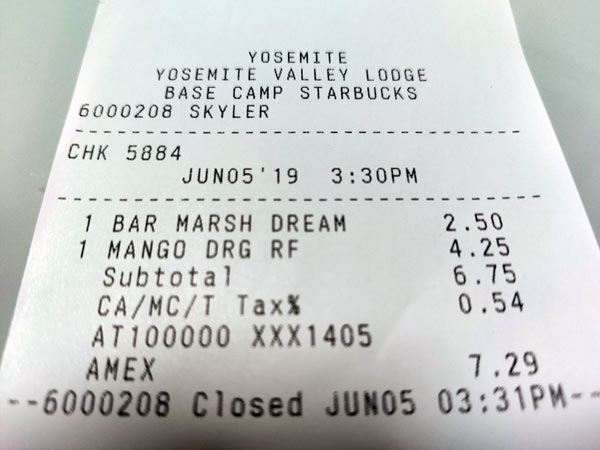 YOSEMITE
YOSEMITE VALLEY LODGE
BASE CAMP STARBUCKS
6000208 SKYLER
CHK 5884
JUN05'19 3:30PM
1 BAR MARSH DREAM 2.50
1 MANGO DRG RF 4.25
Subtotal 6.75
CA/MC/T Tax% 0.54
AT100000 XXX1405
AMEX 7.29
--6000208 Closed JUN05 03:31PM--